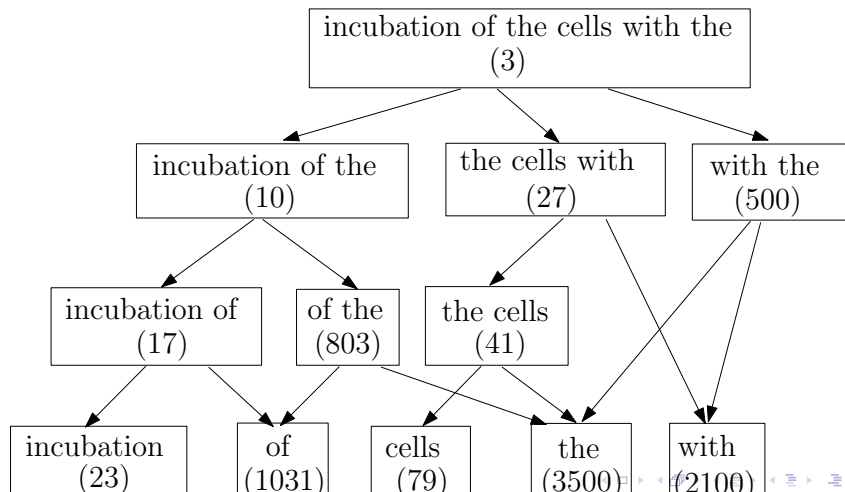 incubation of the cells with the
(3)
incubation of the
(10)
the cells with
(27)
with the
(500)
incubation of
(17)
of the
(803)
the cells
(41)
incubation
(23)
of
(1031)
cells
(79)
the
(3500)
with
(2100)